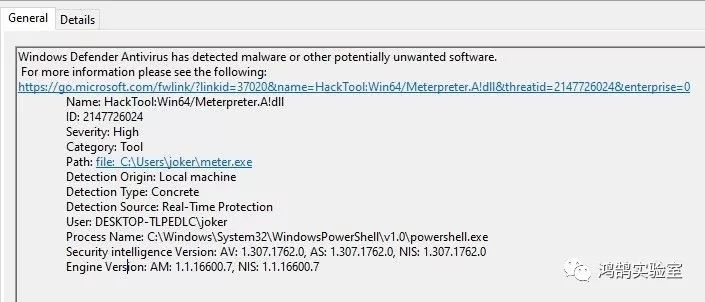 General
Details
Windows Defender Antivirus has detected malware or other potentially unwanted software.
For more information please see the following:
https://go.microsoft.com/fwlink/?linkid=37020&name=HackTool:Win64/Meterpreter.A!dll&threatid=2147726024&enterprise=0
Name: HackTool:Win64/Meterpreter.A!dll
ID: 2147726024
Severity: High
Category: Tool
Path: file:_C:\Users\joker\meter.exe
Detection Origin: Local machine
Detection Type: Concrete
Detection Source: Real-Time Protection
User: DESKTOP-TLPEDLC\joker
Process Name: C:\Windows\System32\WindowsPowerShell\v1.0\powershell.exe
Security intelligence Version: AV: 1.307.1762.0, AS: 1.307.1762.0, NIS: 1.307.1762.0
Engine Version: AM: 1.1.16600.7, NIS: 1.1.16600.7
鸿鹄实验室